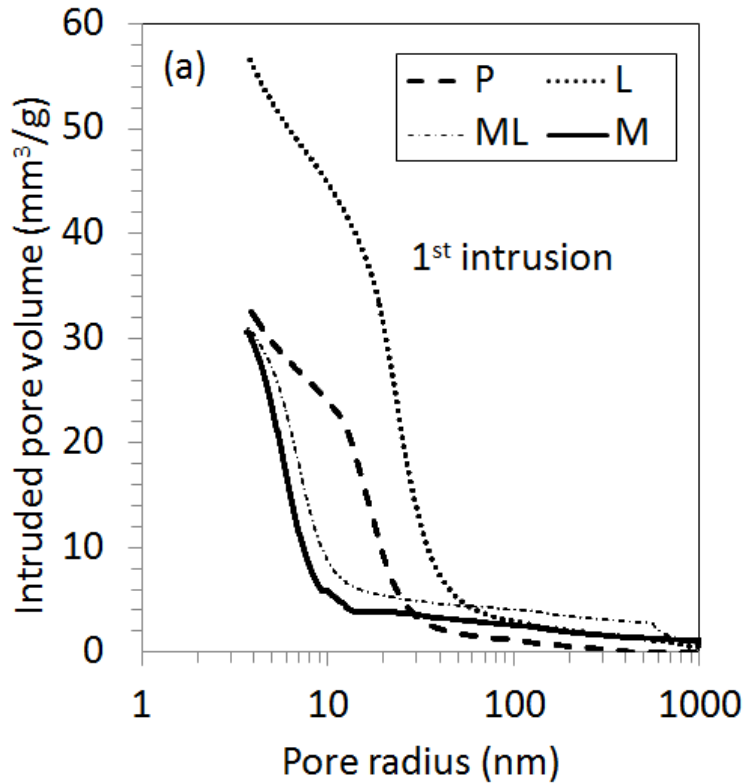 (a)
P L
ML M
1st intrusion
Intruded pore volume (mm³/g)
60
50
40
30
20
10
0
1 10 100 1000
Pore radius (nm)